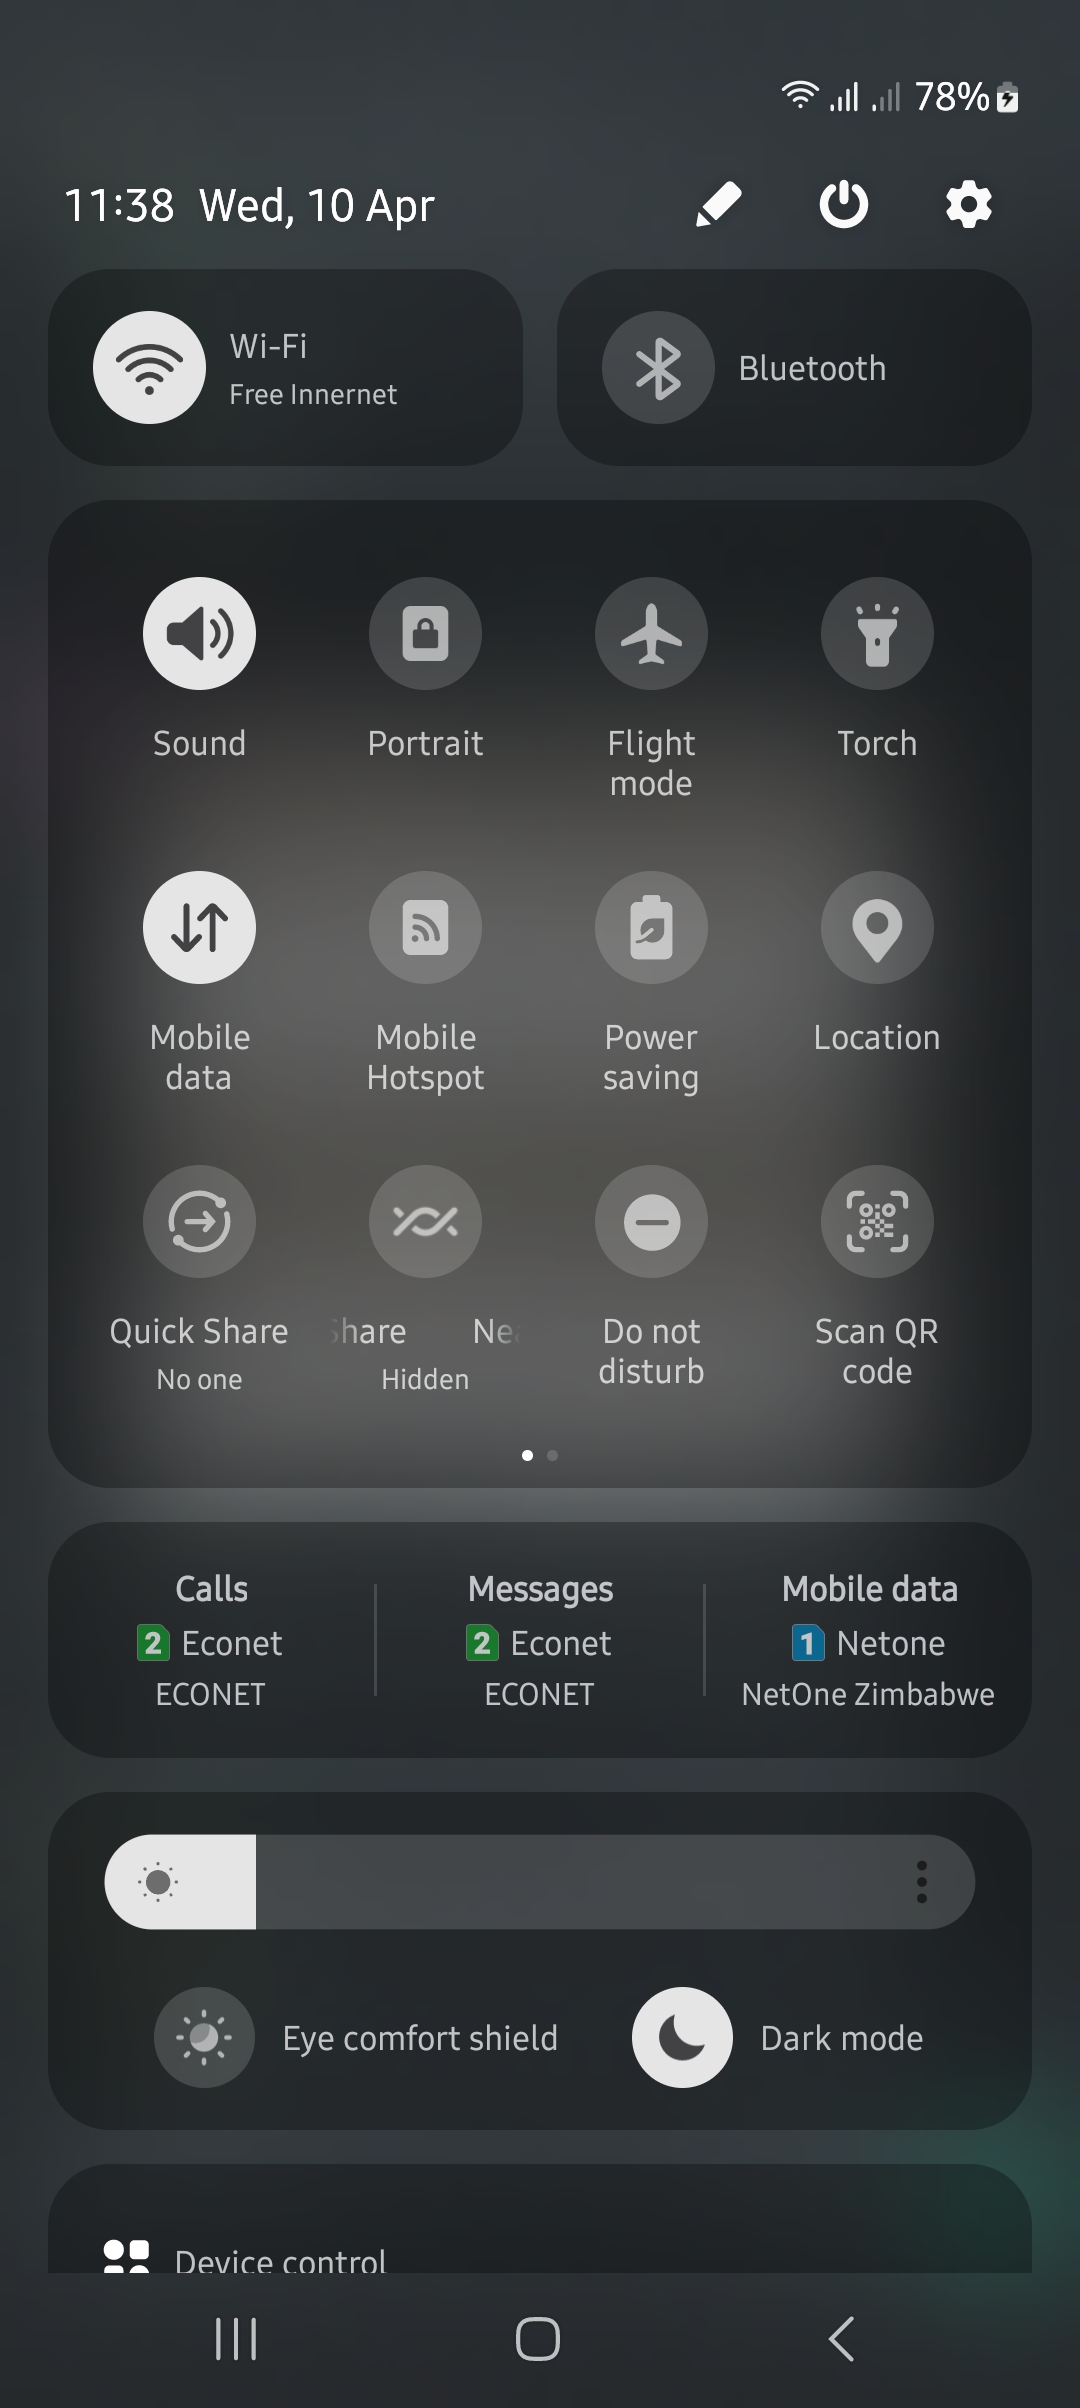 78%
11:38 Wed, 10 Apr
Wi-Fi
Free Innernet
Bluetooth
Sound
Portrait
Flight
mode
Torch
Mobile
data
Mobile
Hotspot
Power
saving
Location
Quick Share
No one
Share Nea
Hidden
Do not
disturb
Scan QR
code
Calls
2 Econet
ECONET
Messages
2 Econet
ECONET
Mobile data
1 Netone
NetOne Zimbabwe
Eye comfort shield
Dark mode
Device control